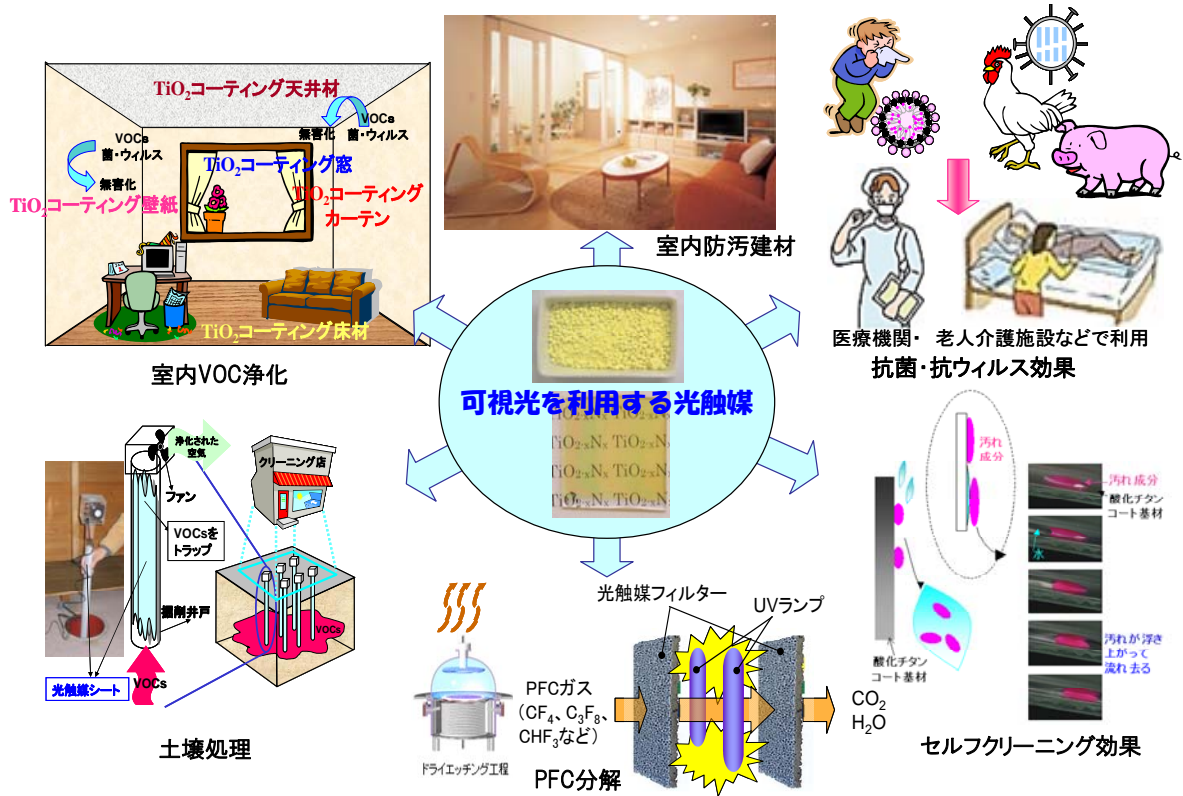 TiO₂コーティング天井材
VOCs
菌・ウィルス
無害化
VOCs
菌・ウィルス
無害化
TiO₂コーティング窓
TiO₂コーティング
カーテン
TiO₂コーティング壁紙
TiO₂コーティング床材
室内VOC浄化
室内防汚建材
医療機関・ 老人介護施設などで利用
抗菌・抗ウィルス効果
可視光を利用する光触媒
TiO₂₋ₓNₓ TiO₂₋ₓNₓ
TiO₂₋ₓNₓ TiO₂₋ₓNₓ
TiO₂₋ₓNₓ TiO₂₋ₓNₓ
TiO₂₋ₓNₓ TiO₂₋ₓNₓ
浄化された
空気
ファン
VOCsを
トラップ
掘削井戸
光触媒シート
VOCs
クリーニング店
VOCs
土壌処理
光触媒フィルター
UVランプ
PFCガス
(CF₄、C₃F₈、
CHF₃など)
CO₂
H₂O
ドライエッチング工程
PFC分解
汚れ
成分
酸化チタン
コート基材
汚れ成分
酸化チタン
コート基材
水
汚れが浮き
上がって
流れ去る
セルフクリーニング効果